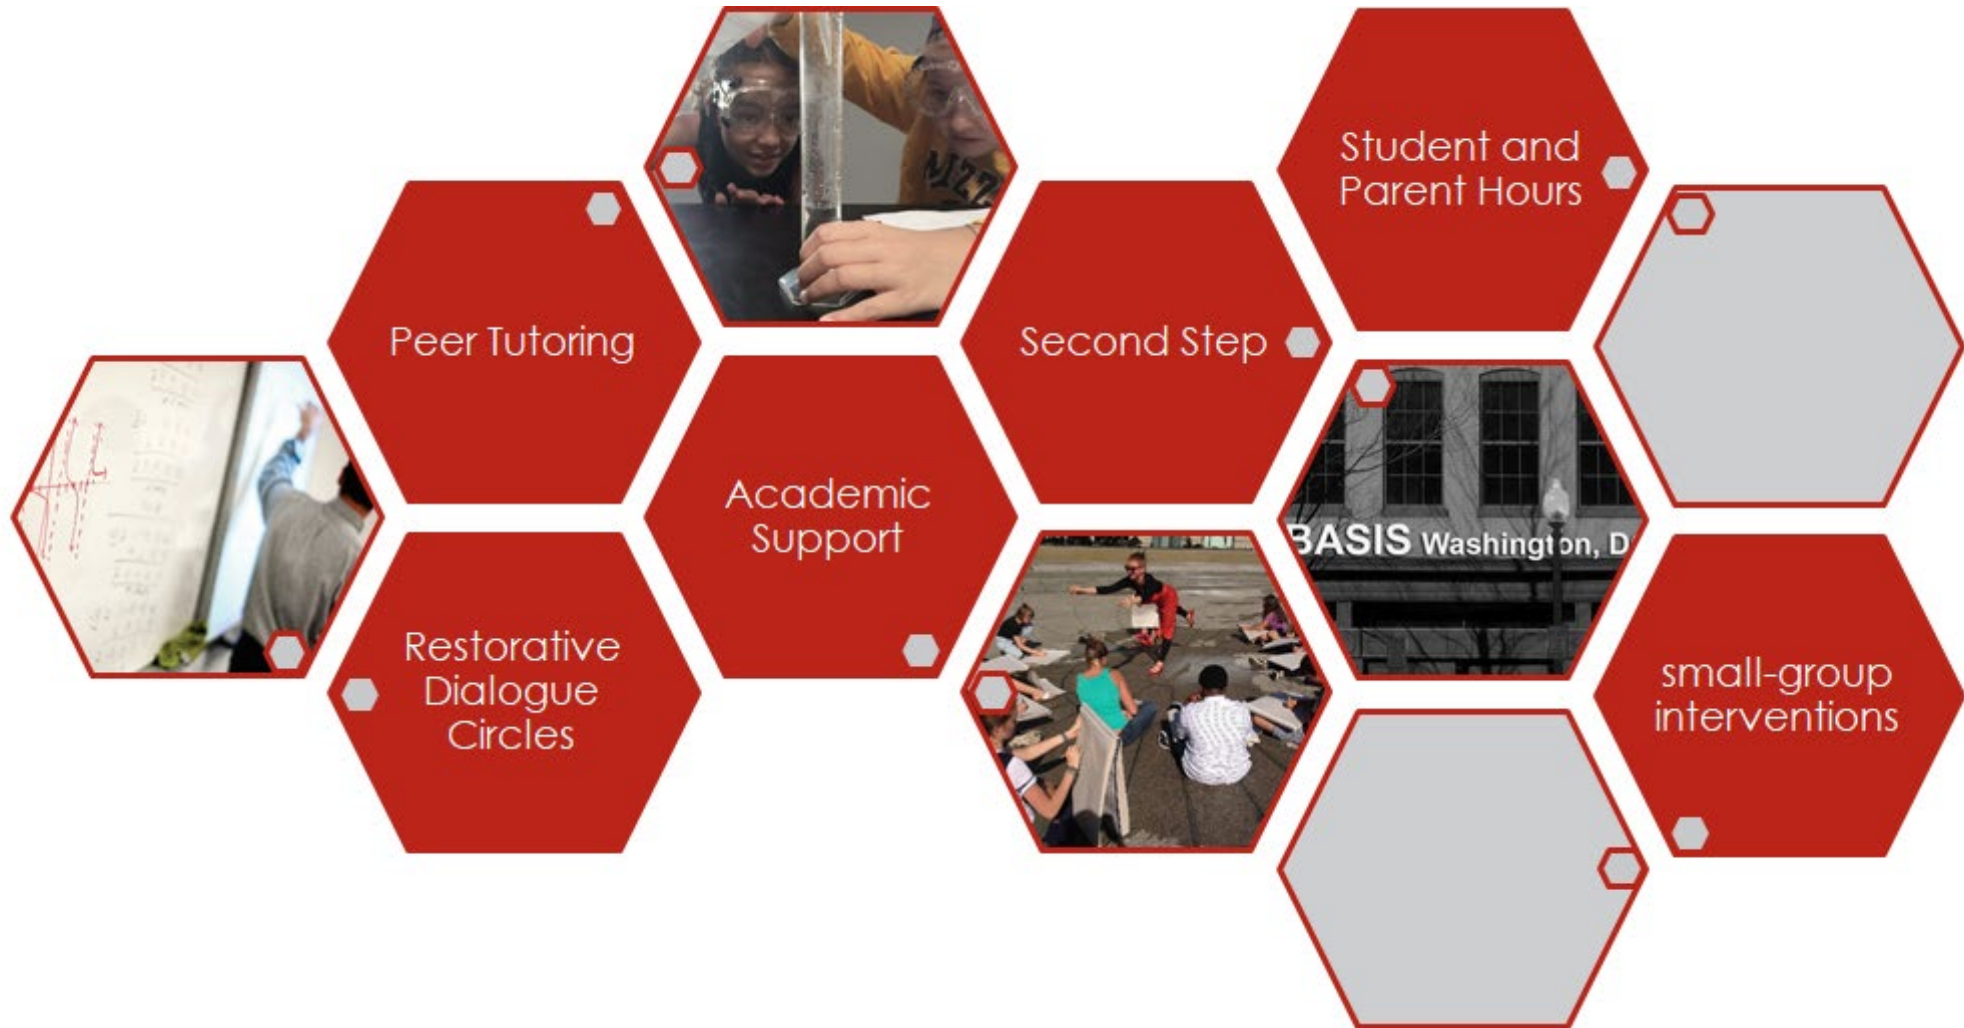 Peer Tutoring
Restorative
Dialogue
Circles
Academic
Support
Second Step
Student and
Parent Hours
BASIS Washington, D
small-group
interventions